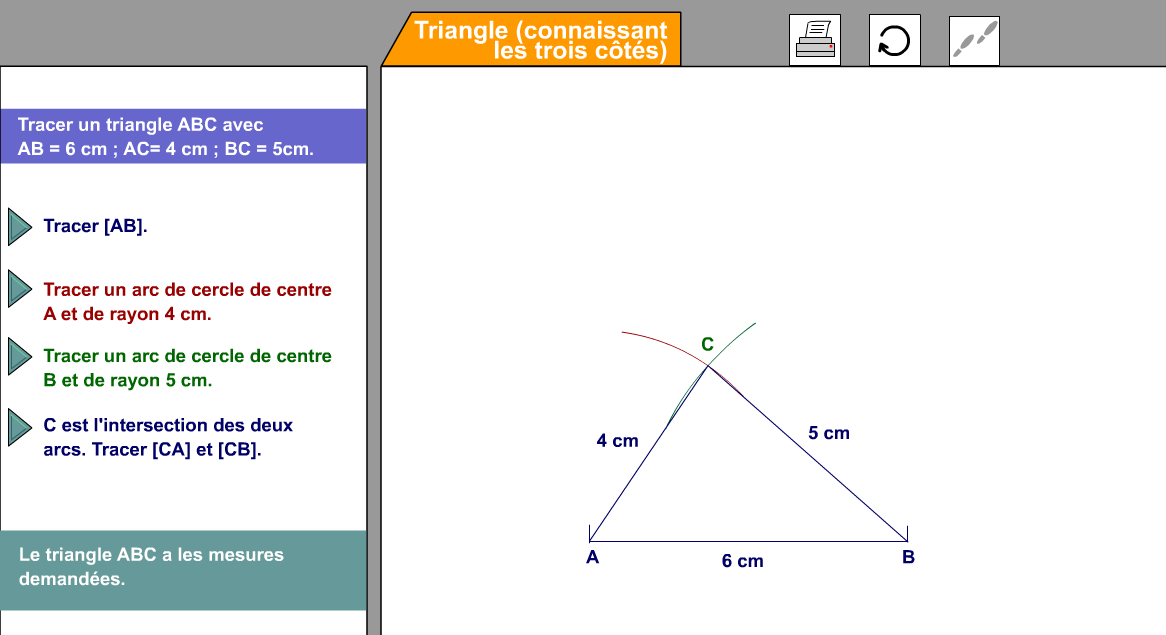 Triangle (connaissant
les trois côtés)
Tracer un triangle ABC avec
AB = 6 cm ; AC= 4 cm ; BC = 5cm.
Tracer [AB].
Tracer un arc de cercle de centre
A et de rayon 4 cm.
Tracer un arc de cercle de centre
B et de rayon 5 cm.
C est l'intersection des deux
arcs. Tracer [CA] et [CB].
Le triangle ABC a les mesures
demandées.
C
4 cm
5 cm
A
6 cm
B